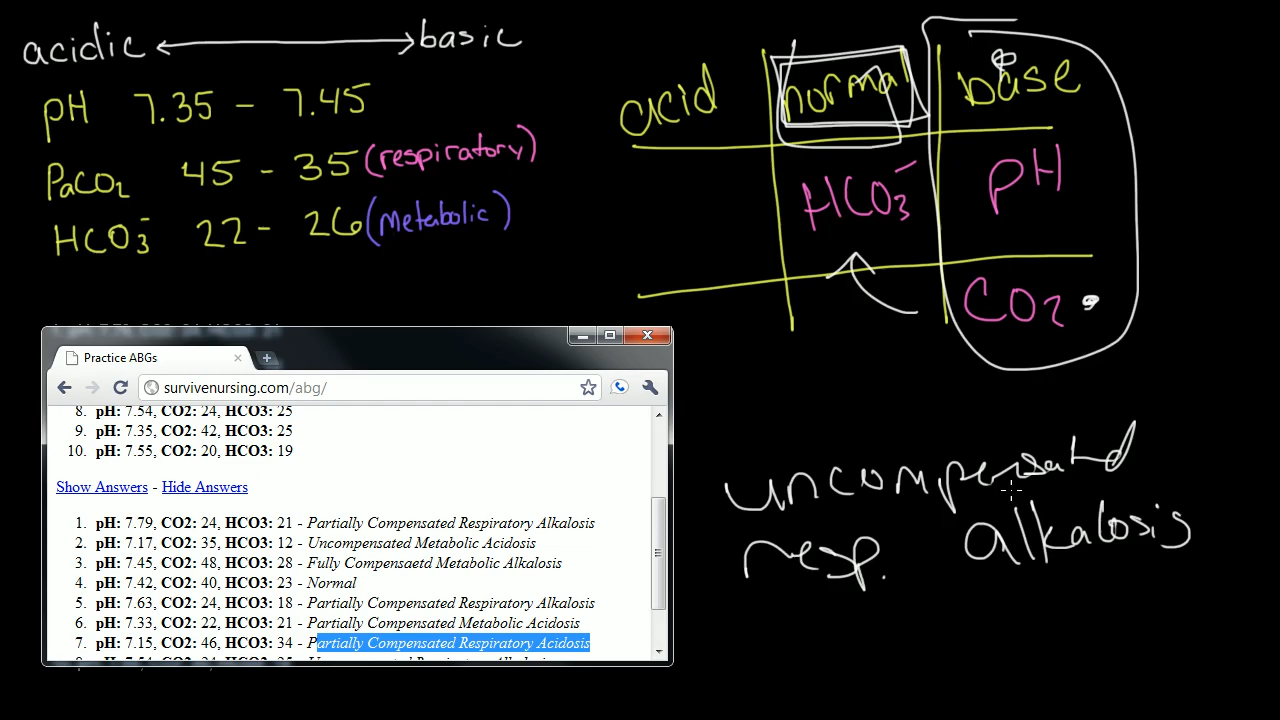 acidic basic
pH 7.35 - 7.45
PaCO2 45 - 35 (respiratory)
HCO3- 22 - 26 (Metabolic)
acid normal base
HCO3- pH
CO2
uncompensated
resp. alkalosis
Practice ABGs
survivenursing.com/abg/
8. pH: 7.54, CO2: 24, HCO3: 25
9. pH: 7.35, CO2: 42, HCO3: 25
10. pH: 7.55, CO2: 20, HCO3: 19
Show Answers - Hide Answers
1. pH: 7.79, CO2: 24, HCO3: 21 - Partially Compensated Respiratory Alkalosis
2. pH: 7.17, CO2: 35, HCO3: 12 - Uncompensated Metabolic Acidosis
3. pH: 7.45, CO2: 48, HCO3: 28 - Fully Compensaetd Metabolic Alkalosis
4. pH: 7.42, CO2: 40, HCO3: 23 - Normal
5. pH: 7.63, CO2: 24, HCO3: 18 - Partially Compensated Respiratory Alkalosis
6. pH: 7.33, CO2: 22, HCO3: 21 - Partially Compensated Metabolic Acidosis
7. pH: 7.15, CO2: 46, HCO3: 34 - Partially Compensated Respiratory Acidosis